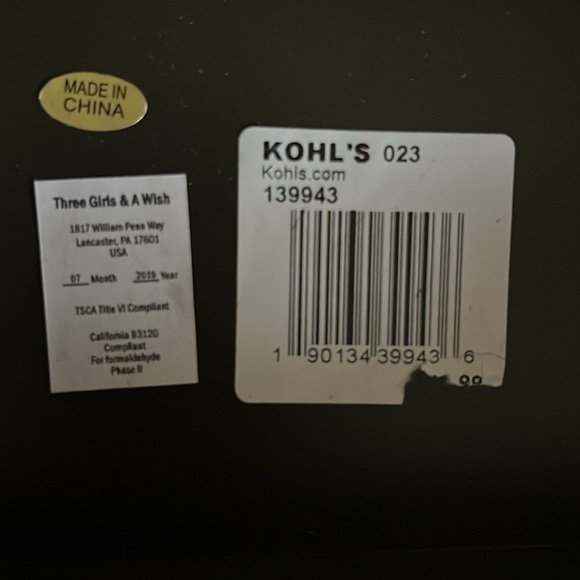 MADE IN
CHINA
KOHL'S 023
Kohls.com
139943
1 90134 39943 6
Three Girls & A Wish
1817 William Penn Way
Lancaster, PA 17601
USA
07 Month 2019 Year
TSCA Title VI Compliant
California 93120
Compliant
For formaldehyde
Phase II